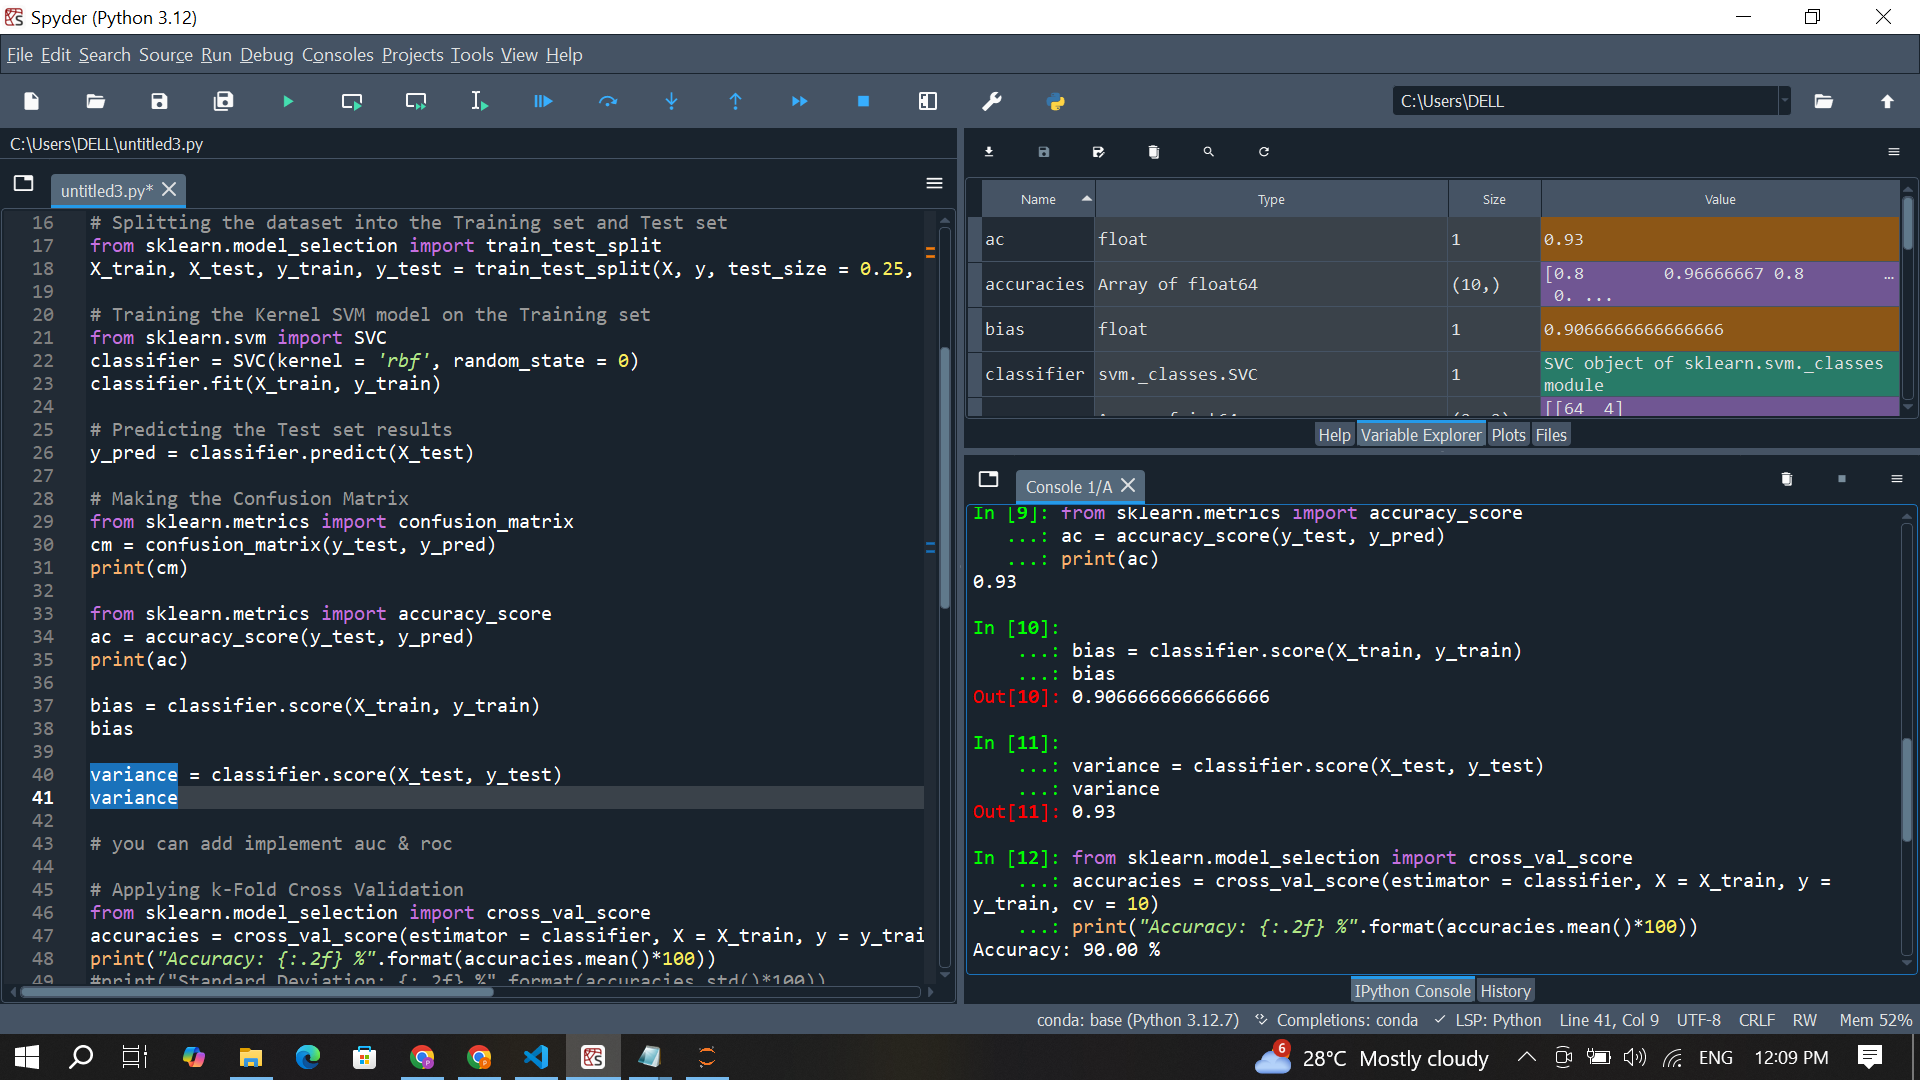 Spyder (Python 3.12)
File Edit Search Source Run Debug Consoles Projects Tools View Help
C:\Users\DELL
C:\Users\DELL\untitled3.py
untitled3.py*
16 # Splitting the dataset into the Training set and Test set
17 from sklearn.model_selection import train_test_split
18 X_train, X_test, y_train, y_test = train_test_split(X, y, test_size = 0.25,
19
20 # Training the Kernel SVM model on the Training set
21 from sklearn.svm import SVC
22 classifier = SVC(kernel = 'rbf', random_state = 0)
23 classifier.fit(X_train, y_train)
24
25 # Predicting the Test set results
26 y_pred = classifier.predict(X_test)
27
28 # Making the Confusion Matrix
29 from sklearn.metrics import confusion_matrix
30 cm = confusion_matrix(y_test, y_pred)
31 print(cm)
32
33 from sklearn.metrics import accuracy_score
34 ac = accuracy_score(y_test, y_pred)
35 print(ac)
36
37 bias = classifier.score(X_train, y_train)
38 bias
39
40 variance = classifier.score(X_test, y_test)
41 variance
42
43 # you can add implement auc & roc
44
45 # Applying k-Fold Cross Validation
46 from sklearn.model_selection import cross_val_score
47 accuracies = cross_val_score(estimator = classifier, X = X_train, y = y_trai
48 print("Accuracy: {:.2f} %".format(accuracies.mean()*100))
49 #print("Standard Deviation: {:.2f} %".format(accuracies.std()*100))
Name Type Size Value
ac float 1 0.93
accuracies Array of float64 (10,) [0.8 0.96666667 0.8 ...
0. ...
bias float 1 0.9066666666666666
classifier svm._classes.SVC 1 SVC object of sklearn.svm._classes
module
[[64 4]
Help Variable Explorer Plots Files
Console 1/A
In [9]: from sklearn.metrics import accuracy_score
...: ac = accuracy_score(y_test, y_pred)
...: print(ac)
0.93
In [10]:
...: bias = classifier.score(X_train, y_train)
...: bias
Out[10]: 0.9066666666666666
In [11]:
...: variance = classifier.score(X_test, y_test)
...: variance
Out[11]: 0.93
In [12]: from sklearn.model_selection import cross_val_score
...: accuracies = cross_val_score(estimator = classifier, X = X_train, y =
y_train, cv = 10)
...: print("Accuracy: {:.2f} %".format(accuracies.mean()*100))
Accuracy: 90.00 %
IPython Console History
conda: base (Python 3.12.7) Completions: conda LSP: Python Line 41, Col 9 UTF-8 CRLF RW Mem 52%
6 28°C Mostly cloudy ENG 12:09 PM